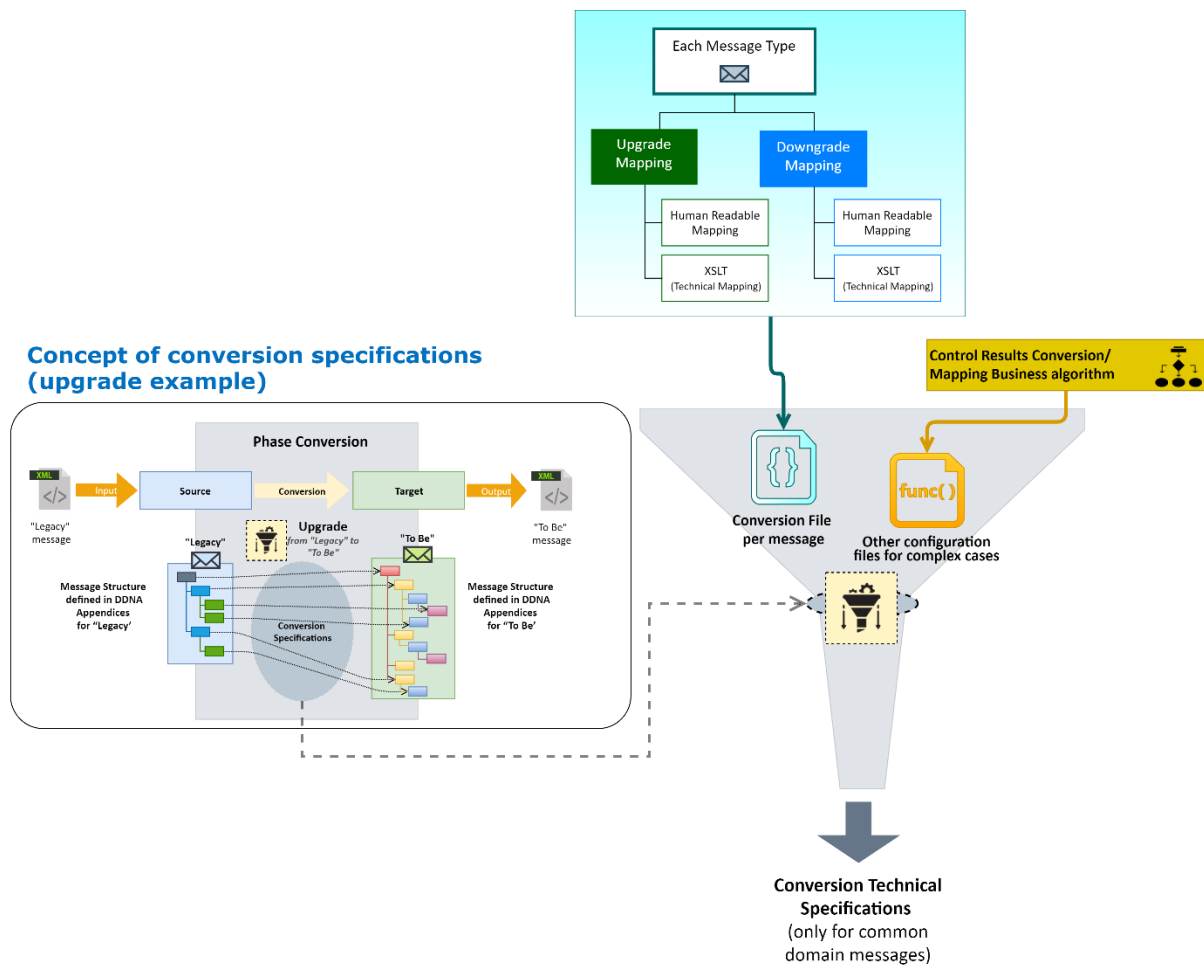 Each Message Type
Upgrade
Mapping
Downgrade
Mapping
Human Readable
Mapping
Human Readable
Mapping
XSLT
(Technical Mapping)
XSLT
(Technical Mapping)
Concept of conversion specifications
(upgrade example)
Control Results Conversion/
Mapping Business algorithm
Phase Conversion
XML
</>
Input
Source
Conversion
Target
Output
XML
</>
"Legacy"
message
"To Be"
message
Upgrade
from "Legacy" to
"To Be"
"Legacy"
"To Be"
Message Structure
defined in DDNA
Appendices
for “Legacy’
Conversion
Specifications
Message Structure
defined in DDNA
Appendices
for “To Be’
{}
Conversion File
per message
func( )
Other configuration
files for complex cases
Conversion Technical
Specifications
(only for common
domain messages)